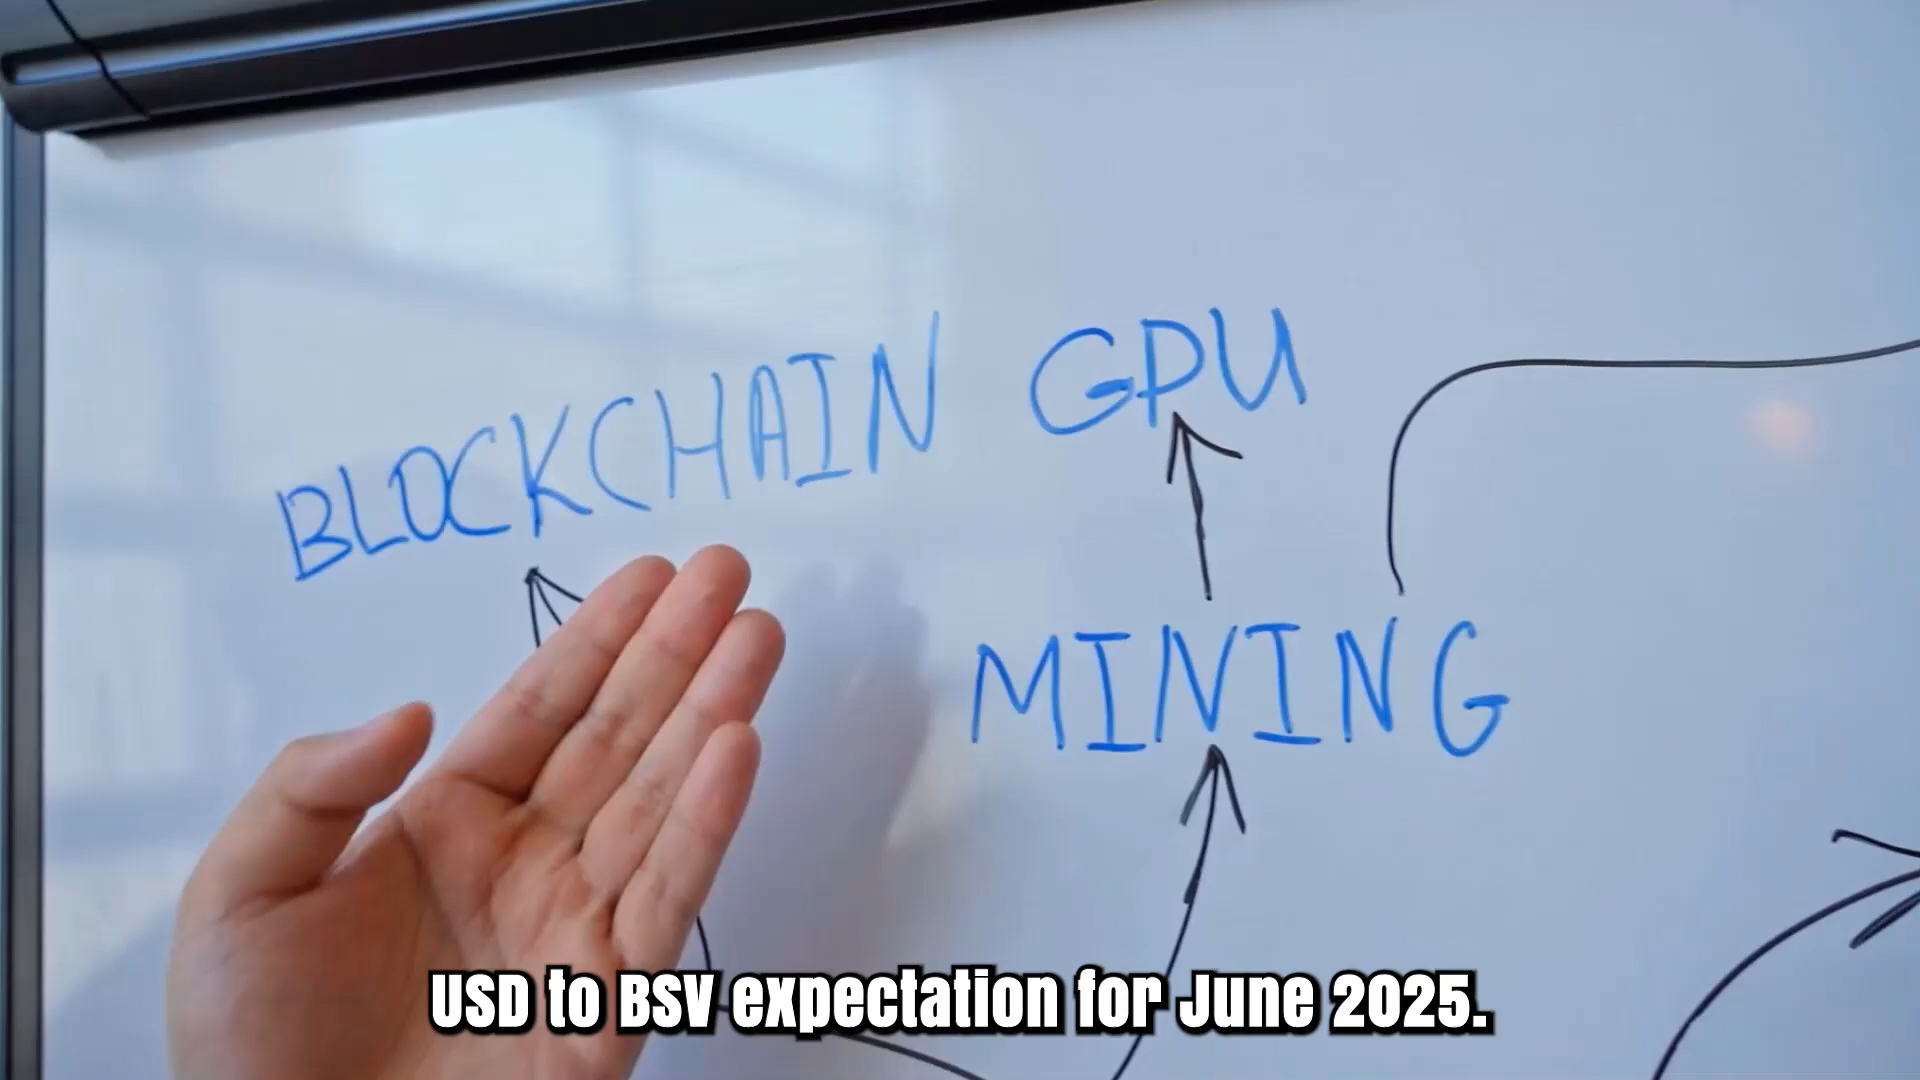 BLOCKCHAIN GPU
MINING
USD to BSV expectation for June 2025.